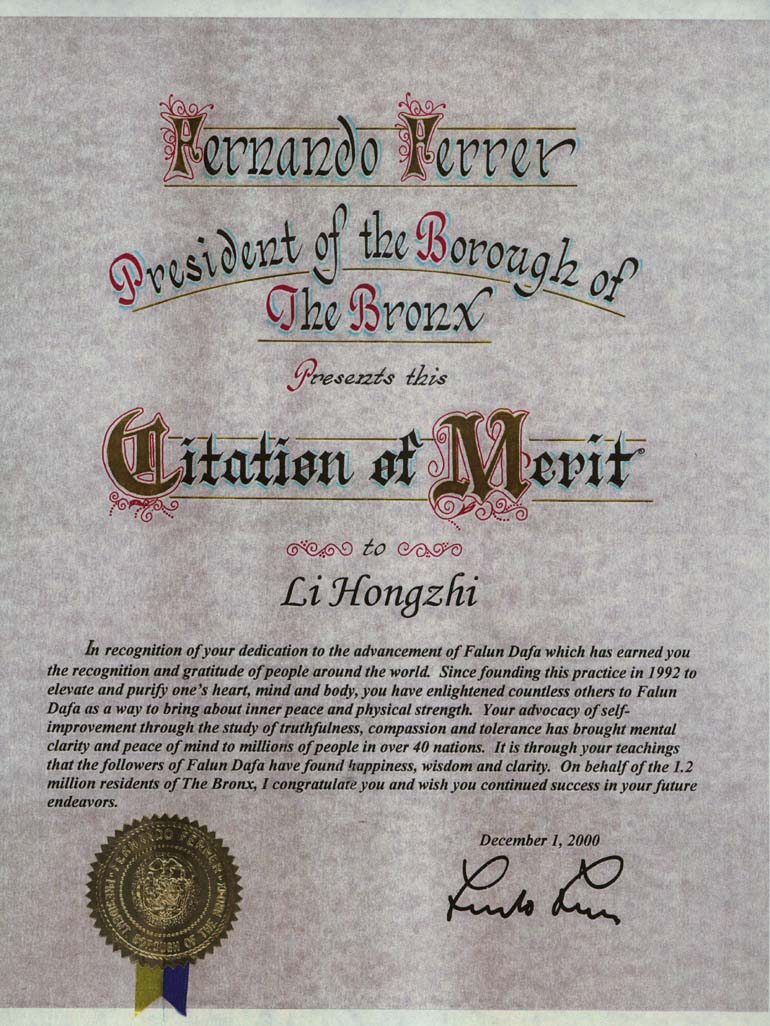 Fernando Ferrer
President of the Borough of
The Bronx
Presents this
Citation of Merit
to
Li Hongzhi
In recognition of your dedication to the advancement of Falun Dafa which has earned you
the recognition and gratitude of people around the world. Since founding this practice in 1992 to
elevate and purify one's heart, mind and body, you have enlightened countless others to Falun
Dafa as a way to bring about inner peace and physical strength. Your advocacy of self-
improvement through the study of truthfulness, compassion and tolerance has brought mental
clarity and peace of mind to millions of people in over 40 nations. It is through your teachings
that the followers of Falun Dafa have found happiness, wisdom and clarity. On behalf of the 1.2
million residents of The Bronx, I congratulate you and wish you continued success in your future
endeavors.
December 1, 2000
FERNANDO FERRER
PRESIDENT BOROUGH OF THE BRONX